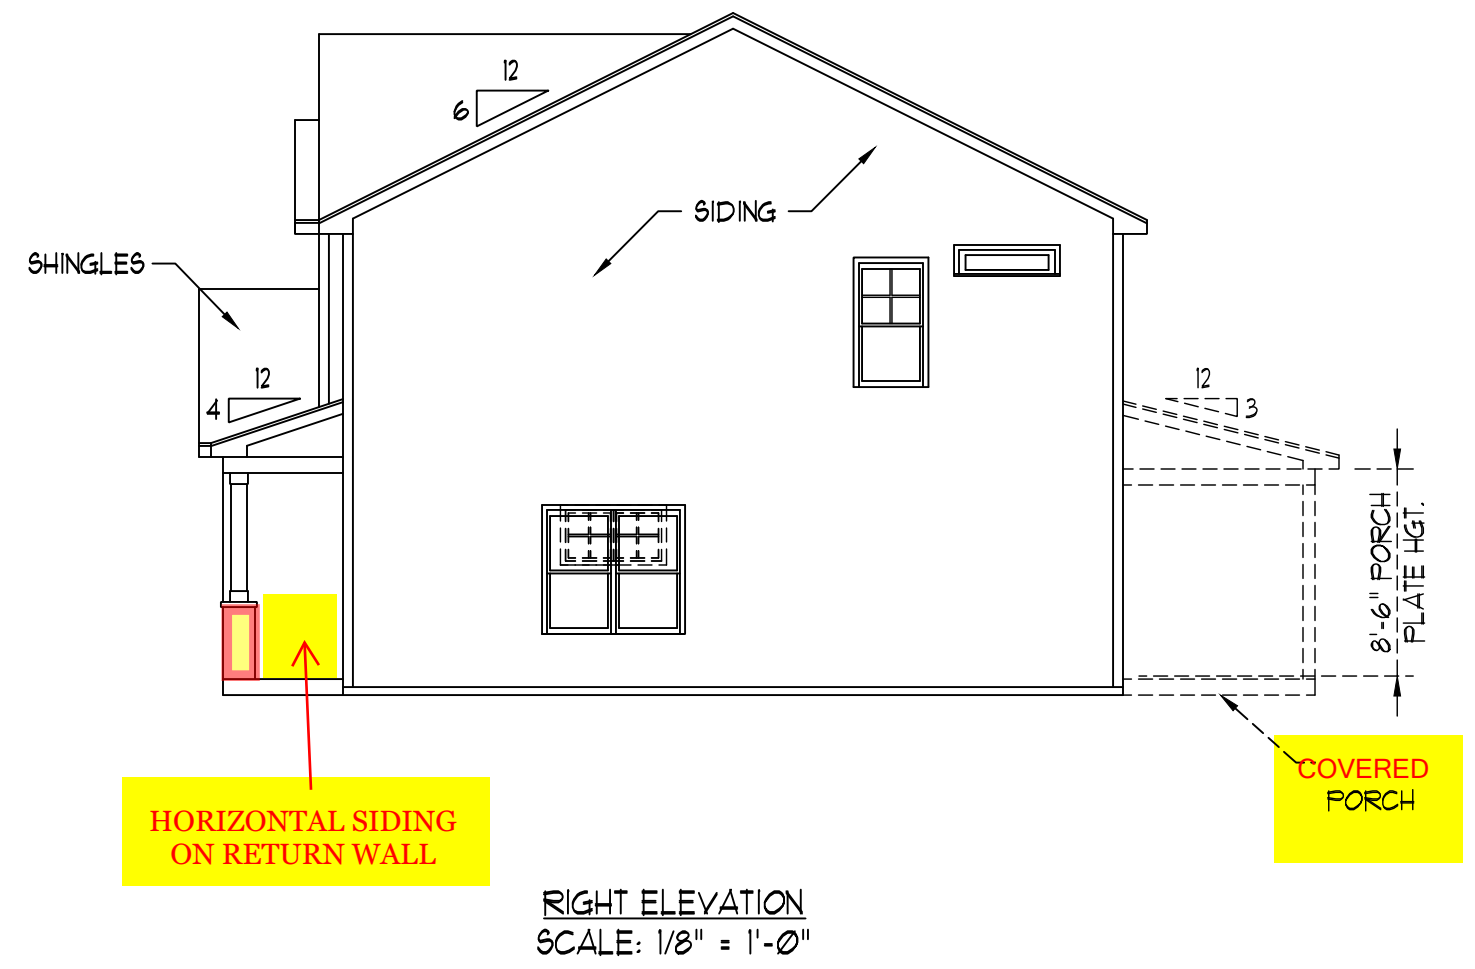 12
6
SIDING
SHINGLES
12
4
12
3
8'-6" PORCH
PLATE HGT.
HORIZONTAL SIDING
ON RETURN WALL
COVERED
PORCH
RIGHT ELEVATION
SCALE: 1/8" = 1'-0"